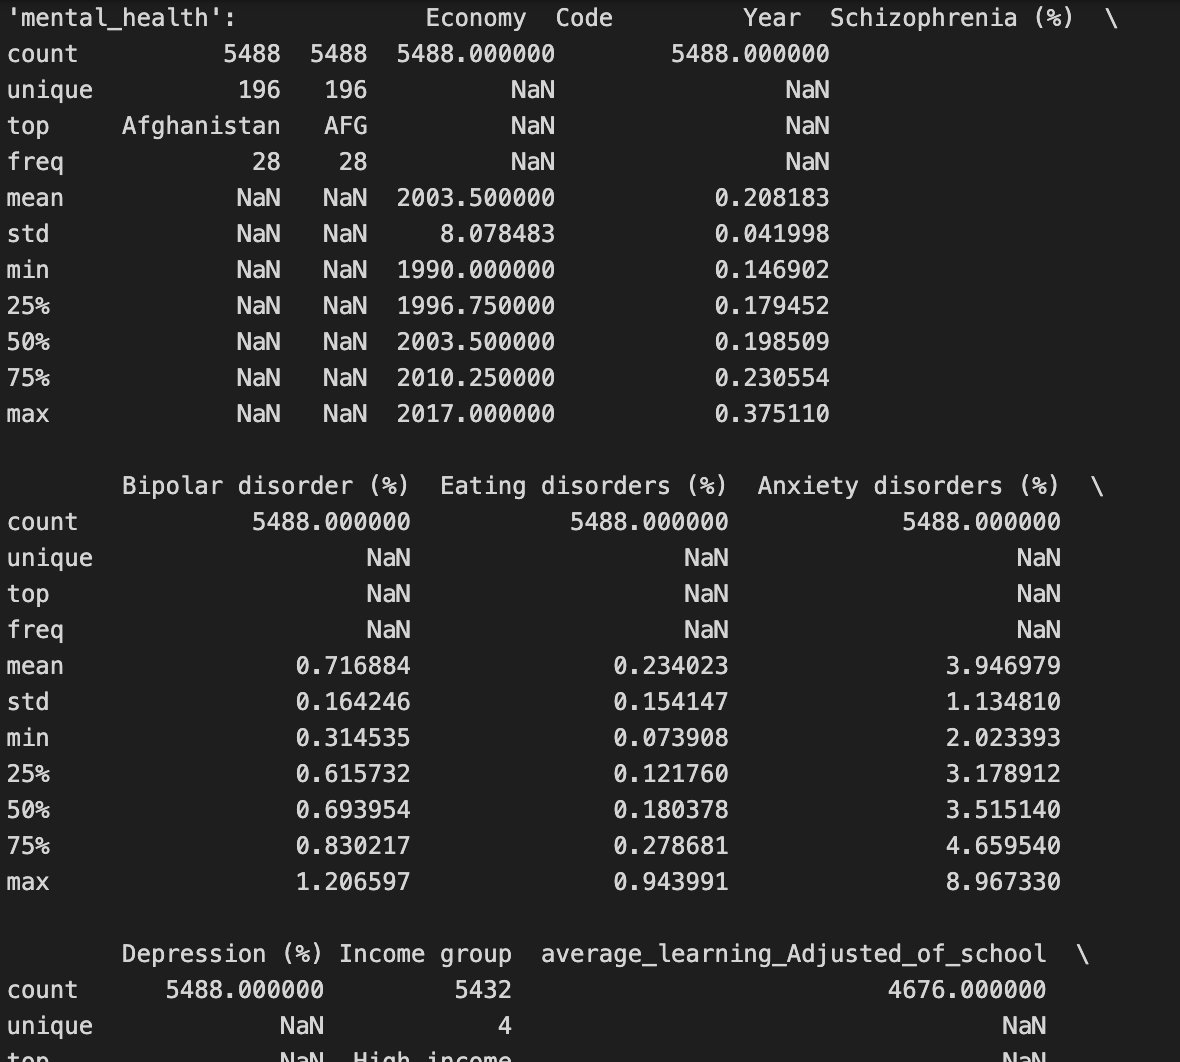 'mental_health':             Economy  Code         Year  Schizophrenia (%)  \
count          5488  5488  5488.000000        5488.000000
unique          196   196          NaN                NaN
top     Afghanistan   AFG          NaN                NaN
freq             28    28          NaN                NaN
mean            NaN   NaN  2003.500000           0.208183
std             NaN   NaN     8.078483           0.041998
min             NaN   NaN  1990.000000           0.146902
25%             NaN   NaN  1996.750000           0.179452
50%             NaN   NaN  2003.500000           0.198509
75%             NaN   NaN  2010.250000           0.230554
max             NaN   NaN  2017.000000           0.375110
        Bipolar disorder (%)  Eating disorders (%)  Anxiety disorders (%)  \
count            5488.000000           5488.000000            5488.000000
unique                   NaN                   NaN                    NaN
top                      NaN                   NaN                    NaN
freq                     NaN                   NaN                    NaN
mean                0.716884              0.234023               3.946979
std                 0.164246              0.154147               1.134810
min                 0.314535              0.073908               2.023393
25%                 0.615732              0.121760               3.178912
50%                 0.693954              0.180378               3.515140
75%                 0.830217              0.278681               4.659540
max                 1.206597              0.943991               8.967330
        Depression (%) Income group  average_learning_Adjusted_of_school  \
count      5488.000000         5432                          4676.000000
unique             NaN            4                                  NaN
top                NaN  High income                                  NaN